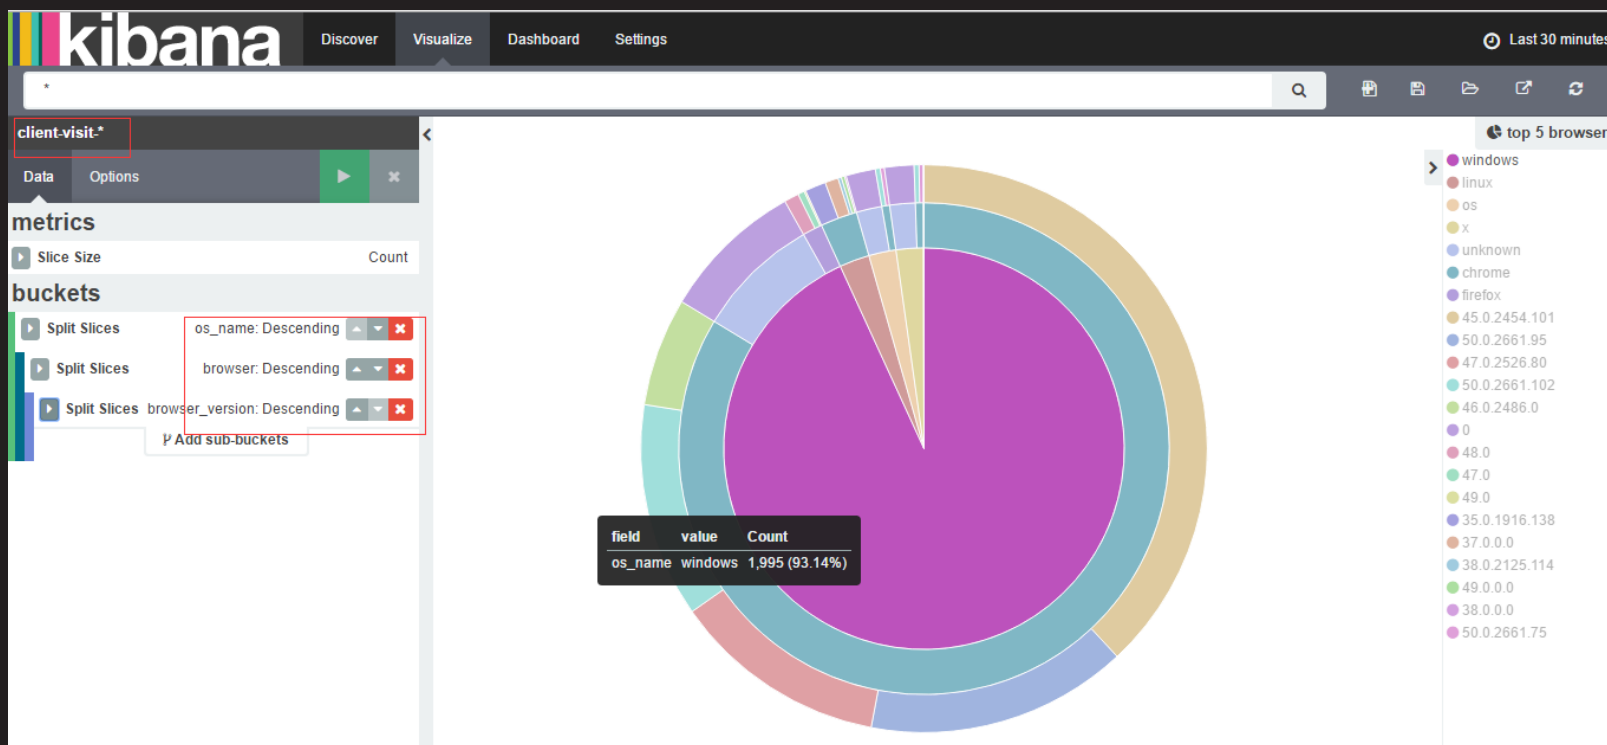 kibana
Discover Visualize Dashboard Settings Last 30 minutes
*
client-visit-*
Data Options
metrics
Slice Size Count
buckets
Split Slices os_name: Descending
Split Slices browser: Descending
Split Slices browser_version: Descending
Add sub-buckets
field value Count
os_name windows 1,995 (93.14%)
top 5 browser
windows
linux
os
x
unknown
chrome
firefox
45.0.2454.101
50.0.2661.95
47.0.2526.80
50.0.2661.102
46.0.2486.0
0
48.0
47.0
49.0
35.0.1916.138
37.0.0.0
38.0.2125.114
49.0.0.0
38.0.0.0
50.0.2661.75